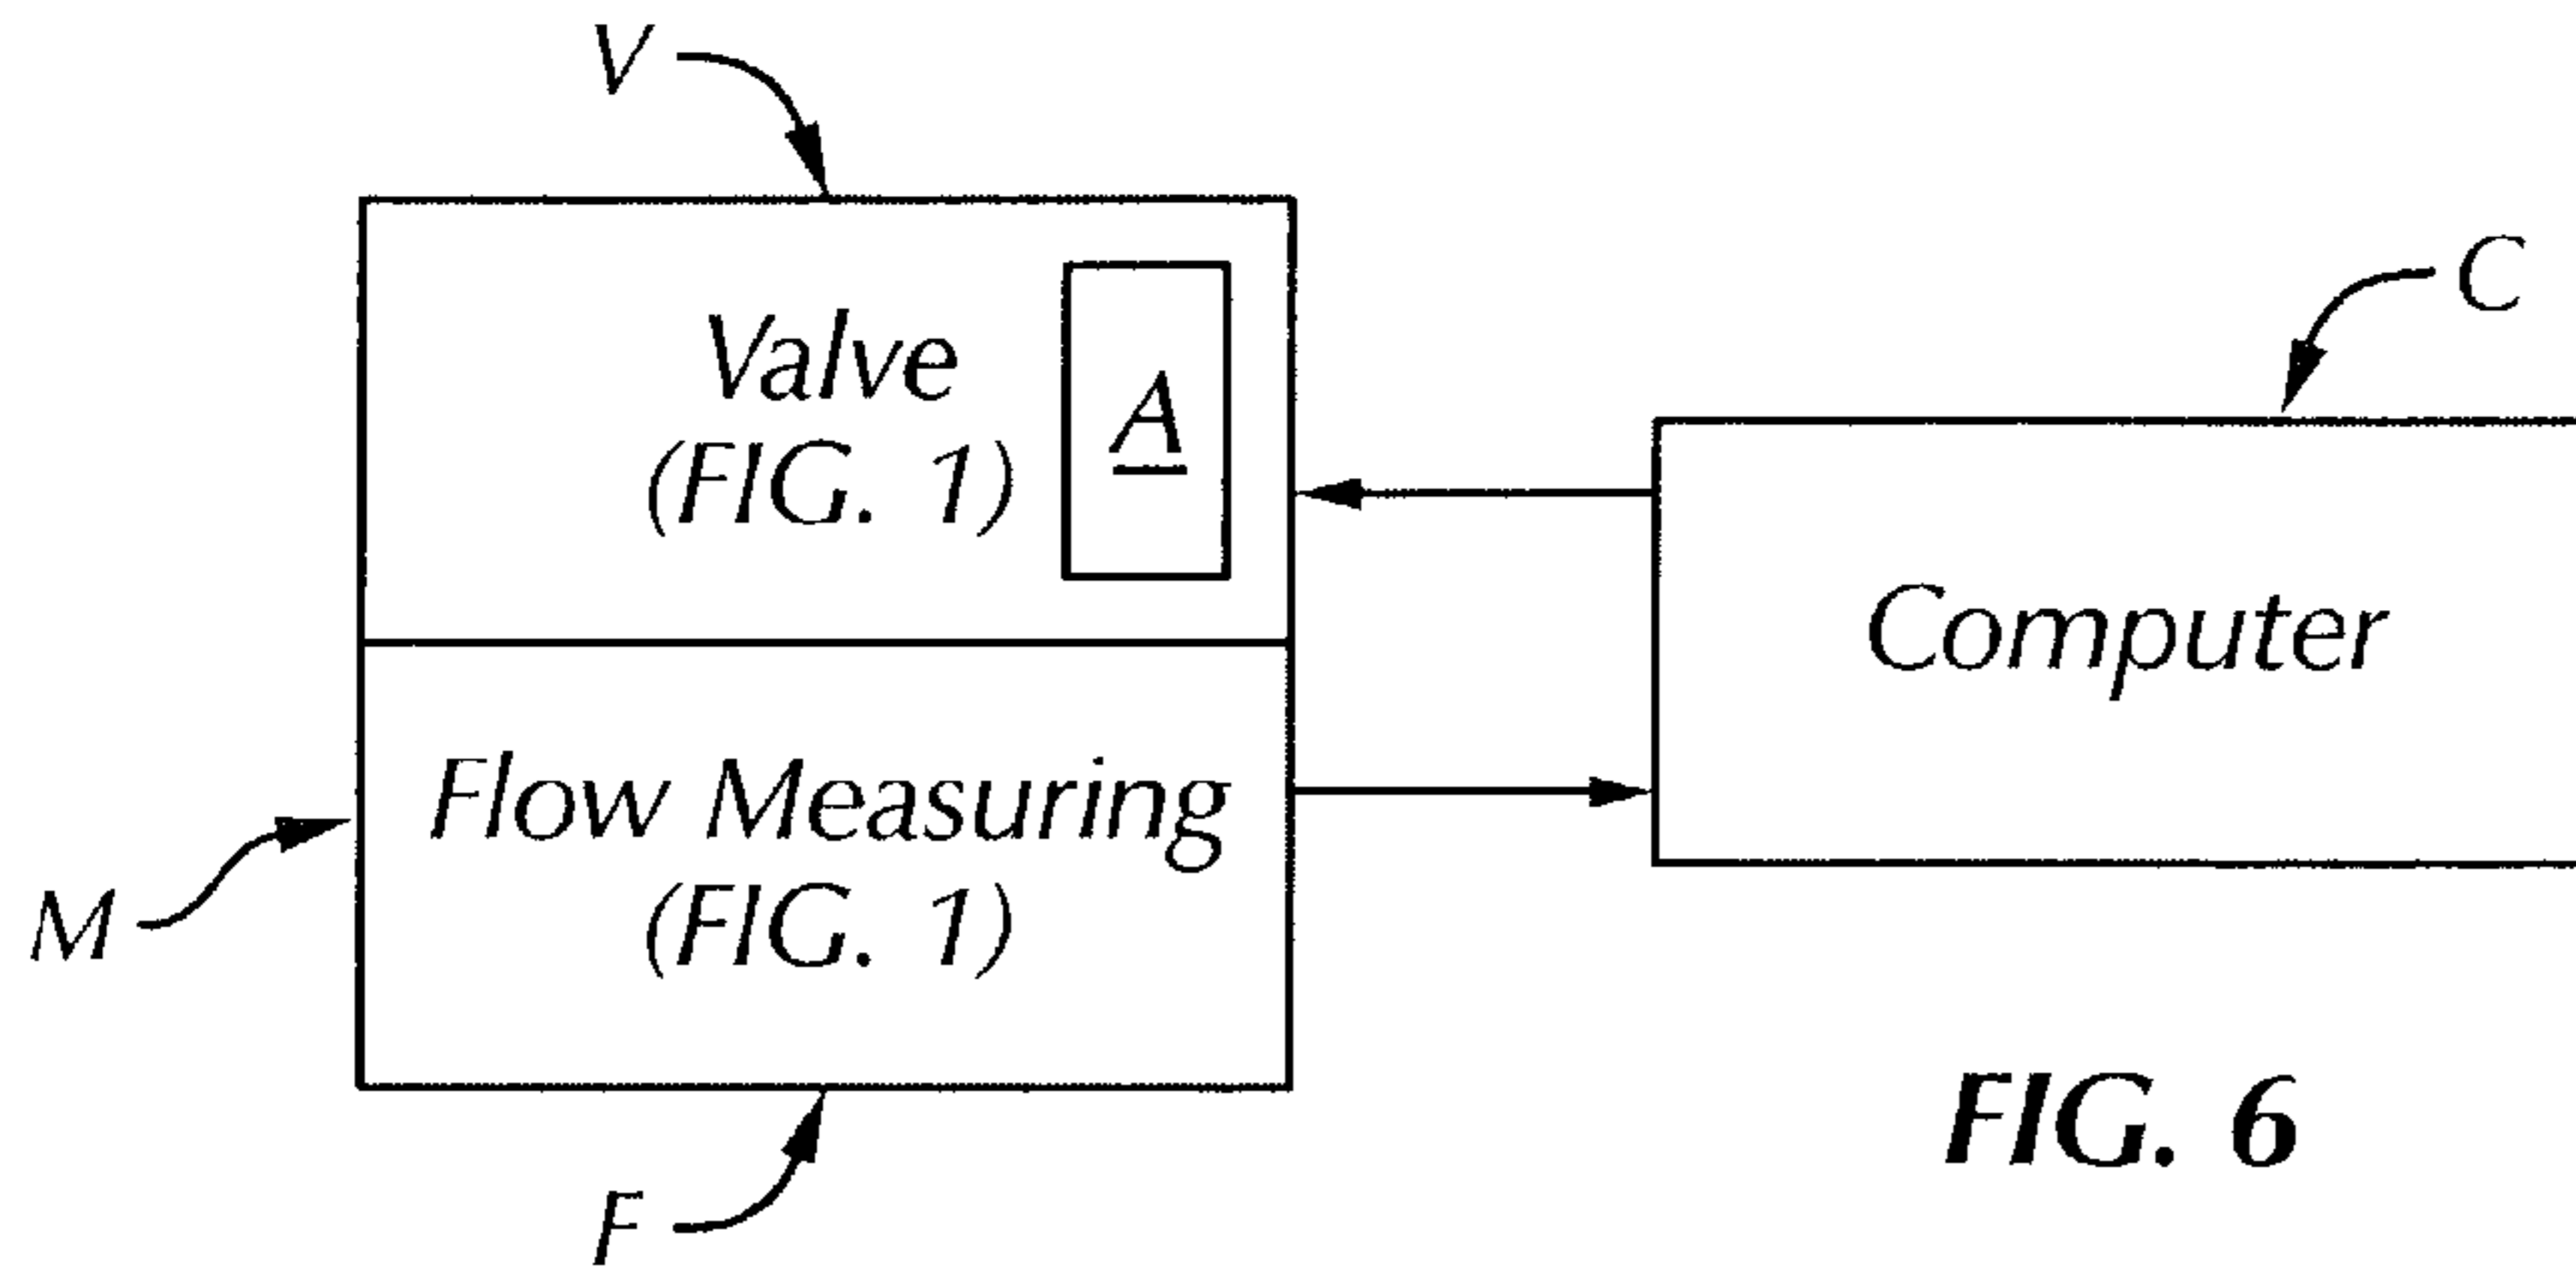 V
C
Valve
(FIG. 1)
A
Computer
Flow Measuring
(FIG. 1)
M
F
FIG. 6